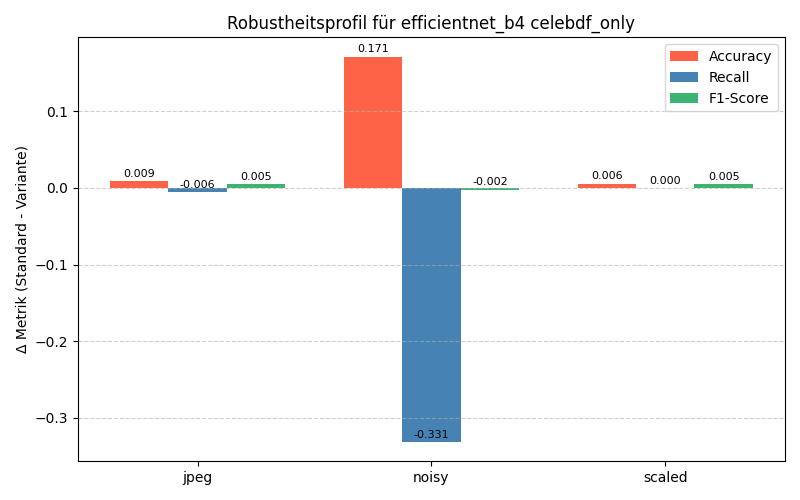 Robustheitsprofil für efficientnet_b4 celebdf_only
Δ Metrik (Standard - Variante)
0.1
0.0
−0.1
−0.2
−0.3
0.009
-0.006
0.005
0.171
-0.331
-0.002
0.006
0.000
0.005
Accuracy
Recall
F1-Score
jpeg
noisy
scaled